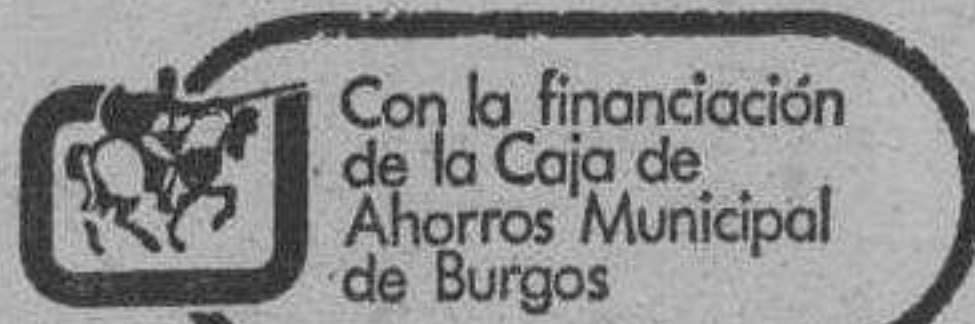 Con la financiación
de la Caja de
Ahorros Municipal
de Burgos